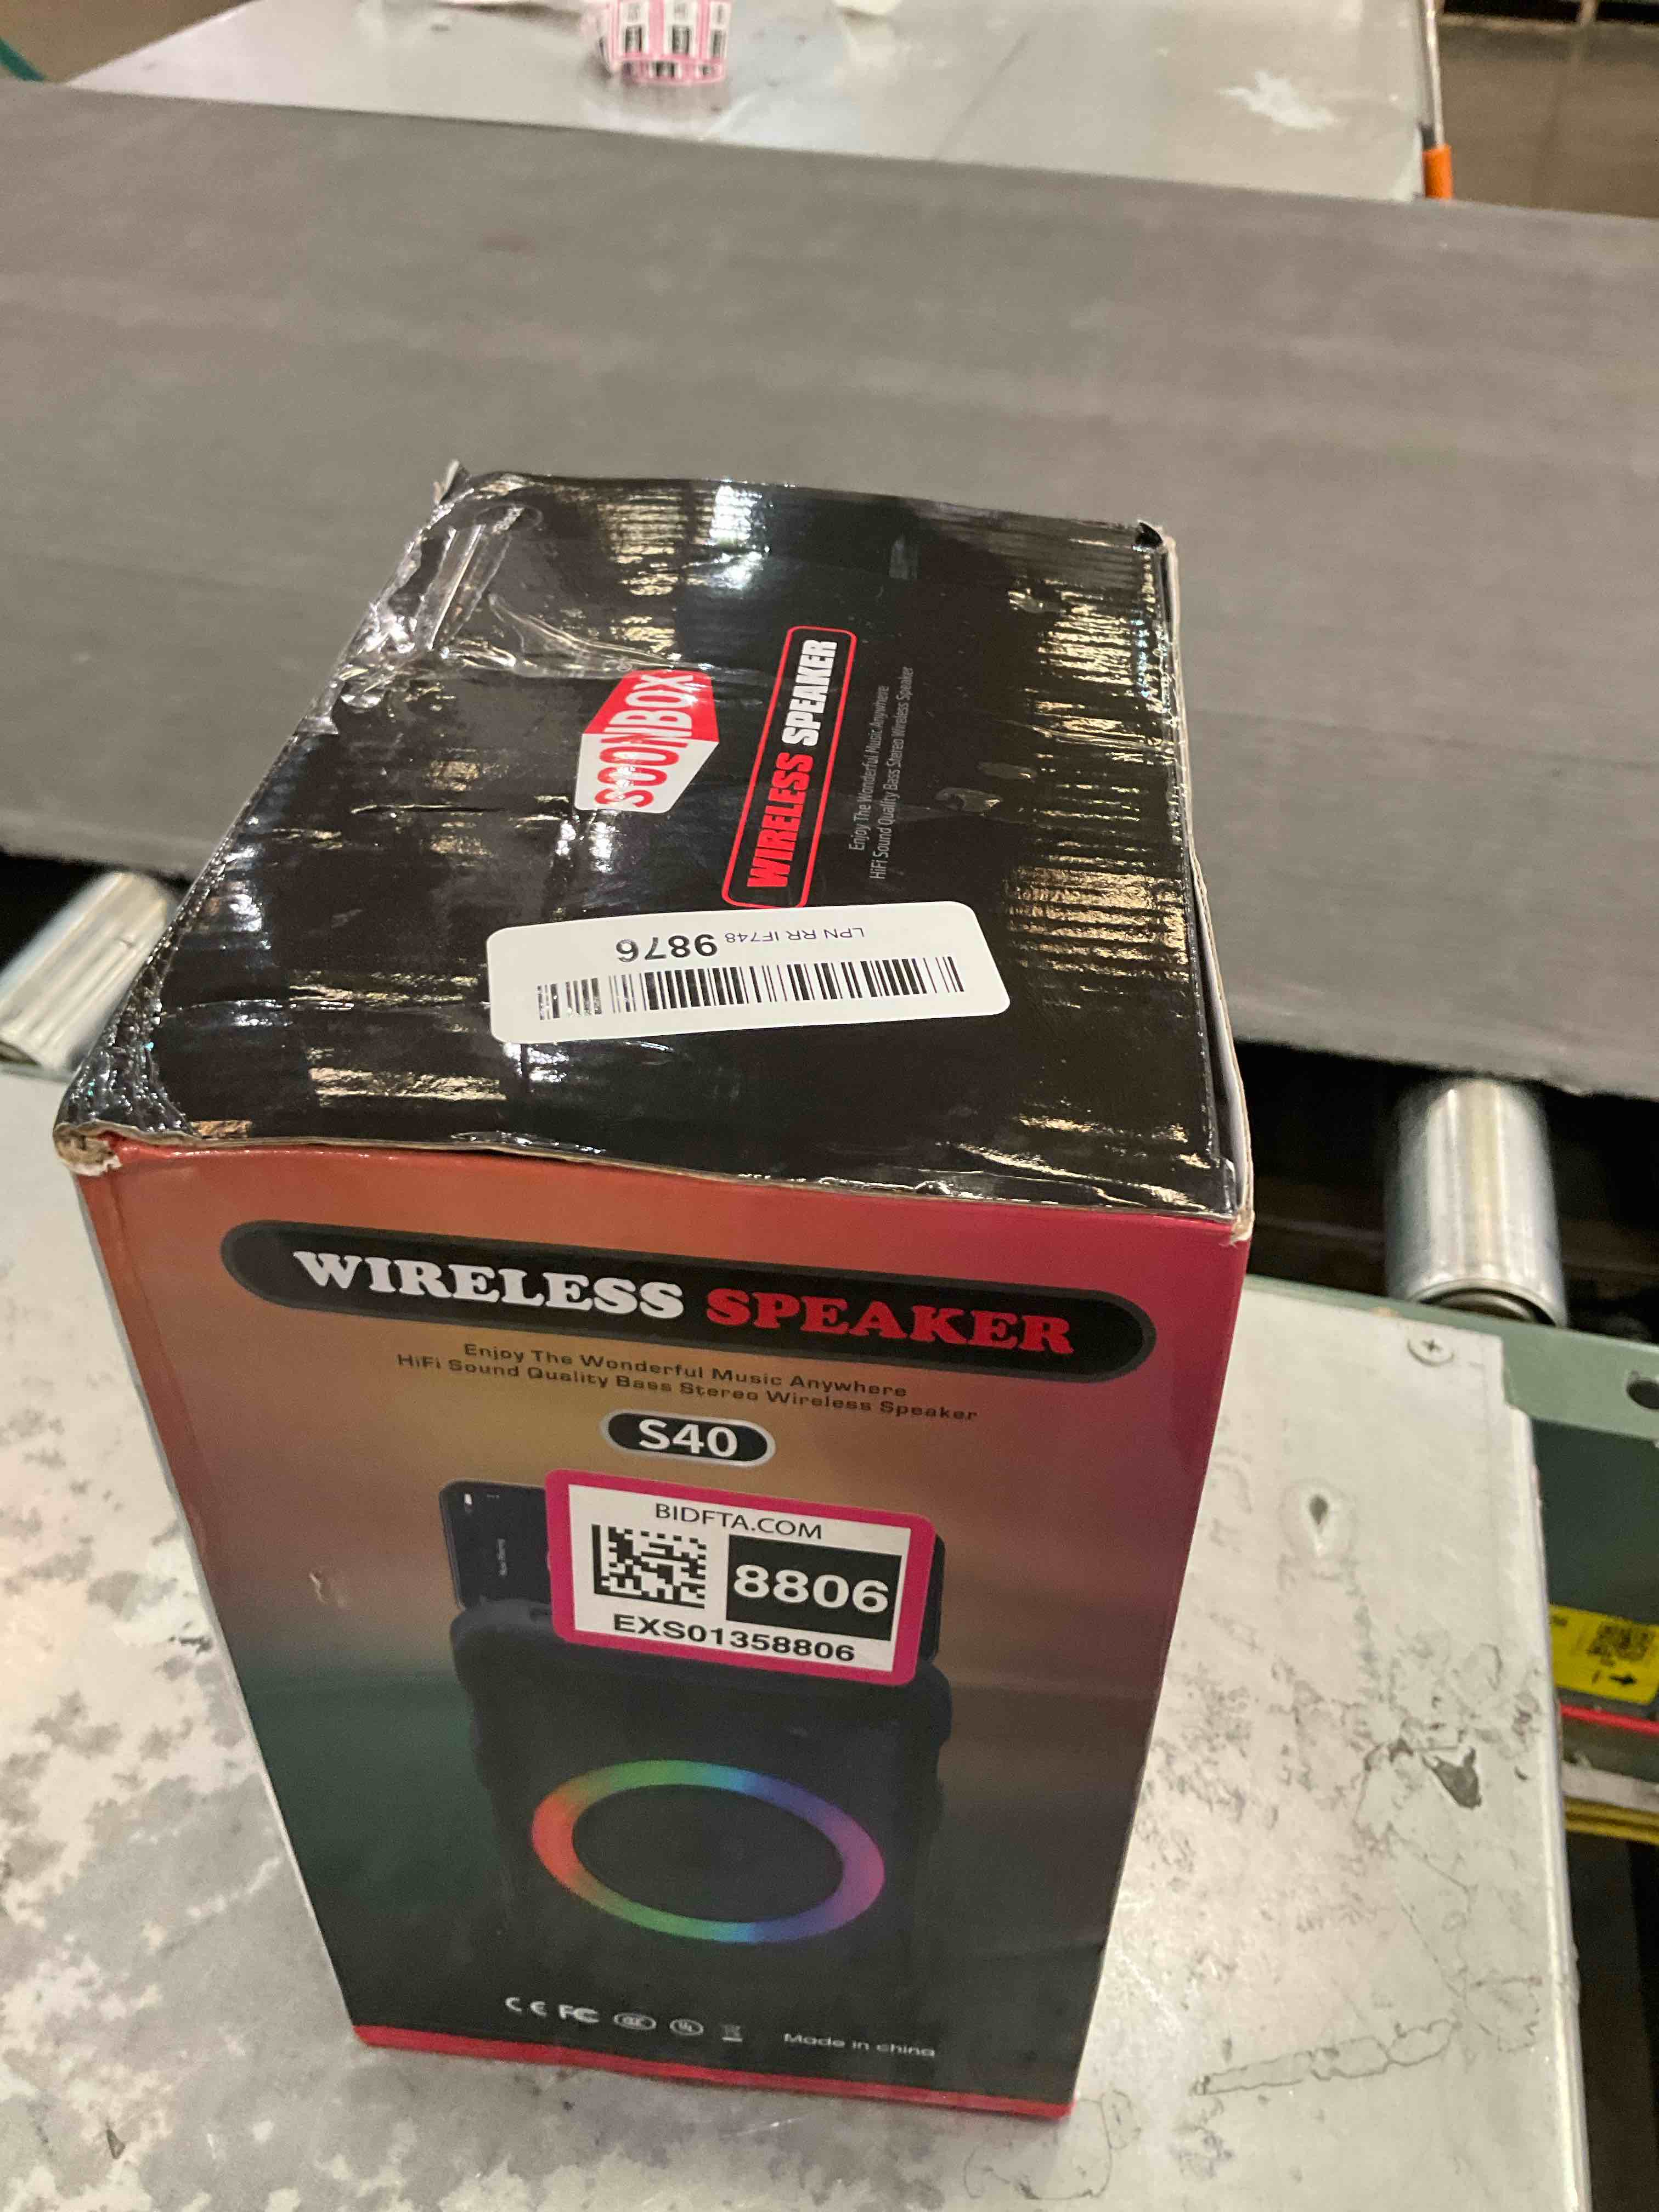 SOONBOX
WIRELESS SPEAKER
Enjoy The Wonderful Music Anywhere
HiFi Sound Quality Bass Stereo Wireless Speaker
LPN RR IF748 9876
WIRELESS SPEAKER
Enjoy The Wonderful Music Anywhere
HiFi Sound Quality Bass Stereo Wireless Speaker
S40
BIDFTA.COM
8806
EXS01358806
CE FC UL Made in china